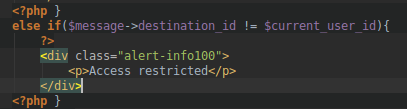 <?php }
else if($message->destination_id != $current_user_id){
?>
<div class="alert-info100">
<p>Access restricted</p>
</div>
<?php }